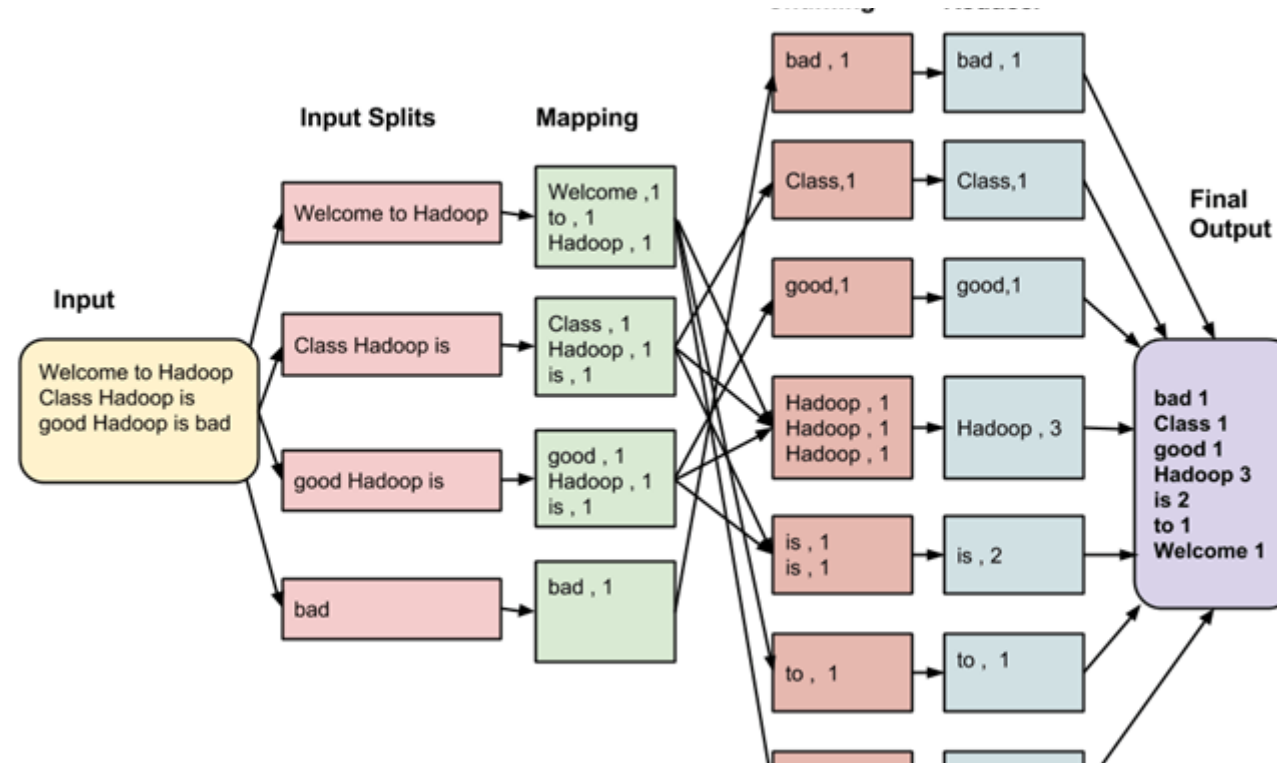 Input Splits
Mapping
Final
Output
Input
Welcome to Hadoop
Class Hadoop is
good Hadoop is bad
Welcome to Hadoop
Class Hadoop is
good Hadoop is
bad
Welcome ,1
to , 1
Hadoop , 1
Class , 1
Hadoop , 1
is , 1
good , 1
Hadoop , 1
is , 1
bad , 1
bad , 1
Class,1
good,1
Hadoop , 1
Hadoop , 1
Hadoop , 1
is , 1
is , 1
to ,  1
bad , 1
Class,1
good,1
Hadoop , 3
is , 2
to ,  1
bad 1
Class 1
good 1
Hadoop 3
is 2
to 1
Welcome 1